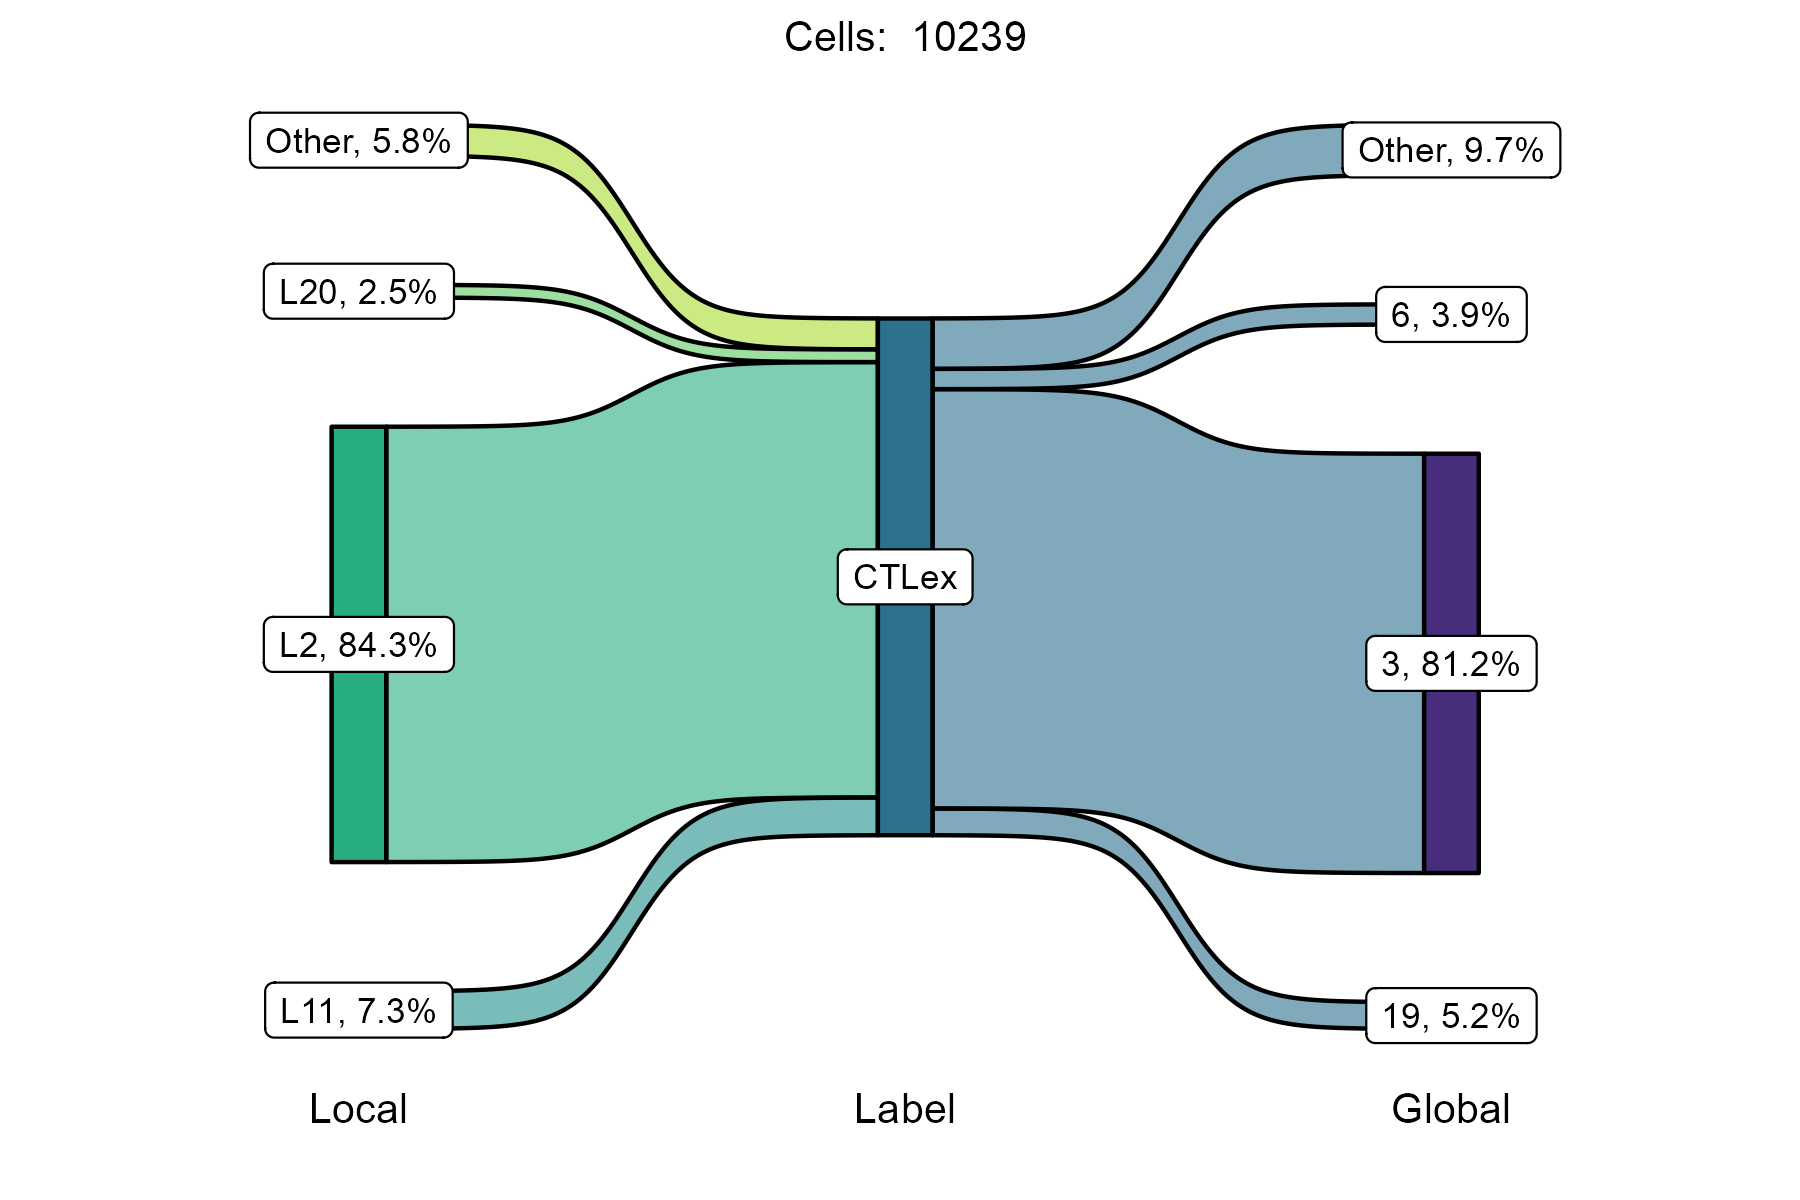 Cells:  10239
Other, 5.8%
Other, 9.7%
L20, 2.5%
6, 3.9%
CTLex
L2, 84.3%
3, 81.2%
L11, 7.3%
19, 5.2%
Local
Label
Global